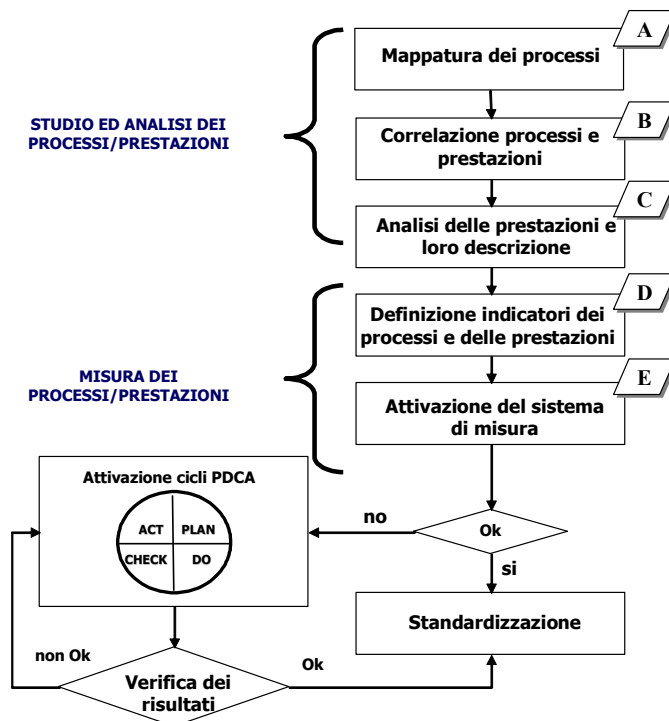 A
Mappatura dei processi
STUDIO ED ANALISI DEI
PROCESSI/PRESTAZIONI
B
Correlazione processi e
prestazioni
C
Analisi delle prestazioni e
loro descrizione
D
Definizione indicatori dei
processi e delle prestazioni
MISURA DEI
PROCESSI/PRESTAZIONI
E
Attivazione del sistema
di misura
Attivazione cicli PDCA
ACT PLAN
CHECK DO
no
Ok
si
Standardizzazione
non Ok
Ok
Verifica dei
risultati